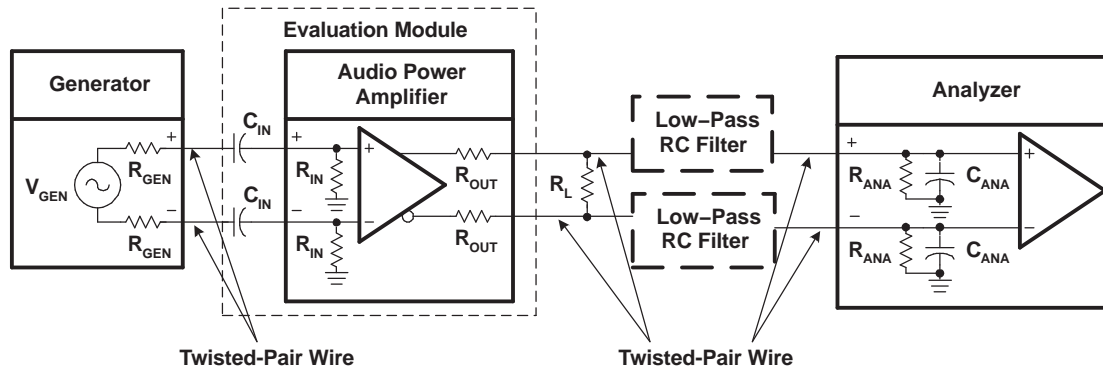 Evaluation Module
Generator
Audio Power
Amplifier
Analyzer
Low–Pass
RC Filter
C_IN
+
+
+
+
R_GEN
R_IN
R_OUT
R_L
R_ANA
C_ANA
V_GEN
C_IN
Low–Pass
RC Filter
−
−
−
−
−
R_GEN
R_IN
R_OUT
R_ANA
C_ANA
Twisted-Pair Wire
Twisted-Pair Wire